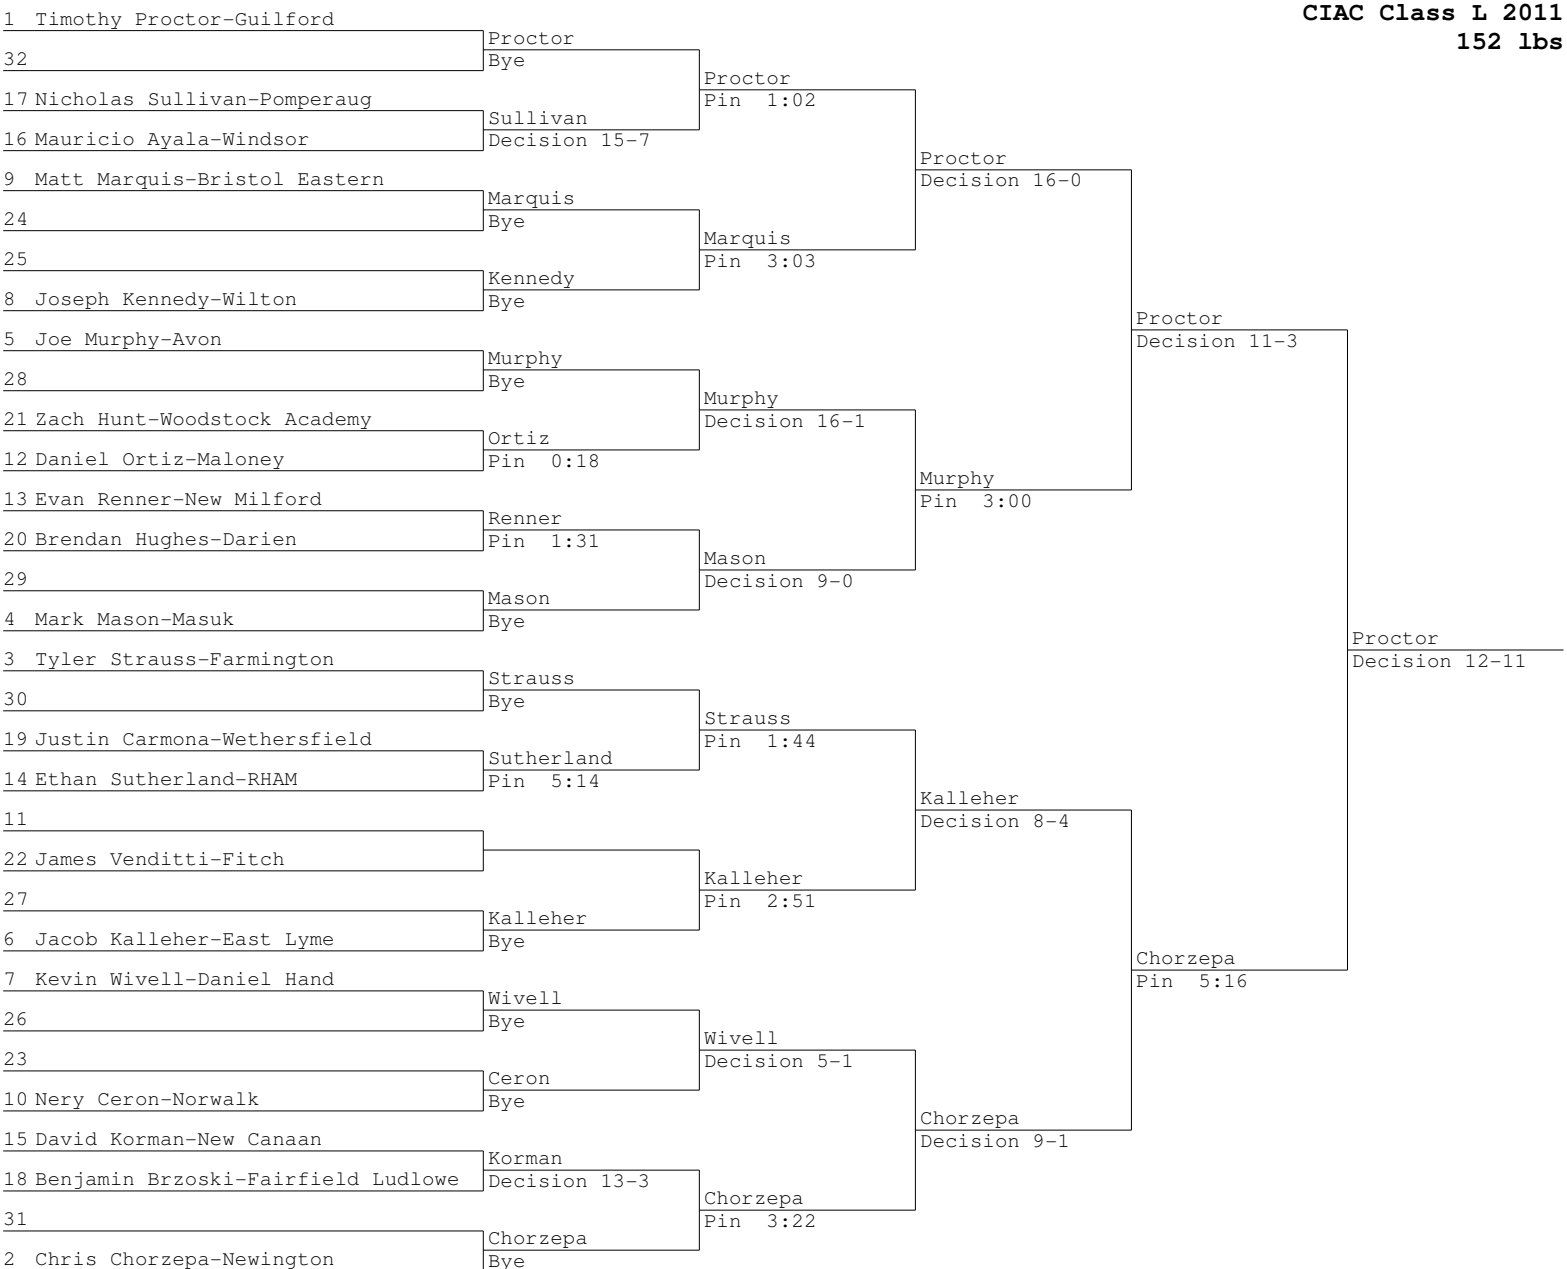 CIAC Class L 2011
152 lbs
1 Timothy Proctor-Guilford
32
17 Nicholas Sullivan-Pomperaug
16 Mauricio Ayala-Windsor
9 Matt Marquis-Bristol Eastern
24
25
8 Joseph Kennedy-Wilton
5 Joe Murphy-Avon
28
21 Zach Hunt-Woodstock Academy
12 Daniel Ortiz-Maloney
13 Evan Renner-New Milford
20 Brendan Hughes-Darien
29
4 Mark Mason-Masuk
3 Tyler Strauss-Farmington
30
19 Justin Carmona-Wethersfield
14 Ethan Sutherland-RHAM
11
22 James Venditti-Fitch
27
6 Jacob Kalleher-East Lyme
7 Kevin Wivell-Daniel Hand
26
23
10 Nery Ceron-Norwalk
15 David Korman-New Canaan
18 Benjamin Brzoski-Fairfield Ludlowe
31
2 Chris Chorzepa-Newington
Proctor
Bye
Sullivan
Decision 15-7
Marquis
Bye
Kennedy
Bye
Murphy
Bye
Ortiz
Pin 0:18
Renner
Pin 1:31
Mason
Bye
Strauss
Bye
Sutherland
Pin 5:14
Kalleher
Bye
Wivell
Bye
Ceron
Bye
Korman
Decision 13-3
Chorzepa
Bye
Proctor
Pin 1:02
Marquis
Pin 3:03
Murphy
Decision 16-1
Mason
Decision 9-0
Strauss
Pin 1:44
Kalleher
Pin 2:51
Wivell
Decision 5-1
Chorzepa
Pin 3:22
Proctor
Decision 16-0
Murphy
Pin 3:00
Kalleher
Decision 8-4
Chorzepa
Decision 9-1
Proctor
Decision 11-3
Chorzepa
Pin 5:16
Proctor
Decision 12-11